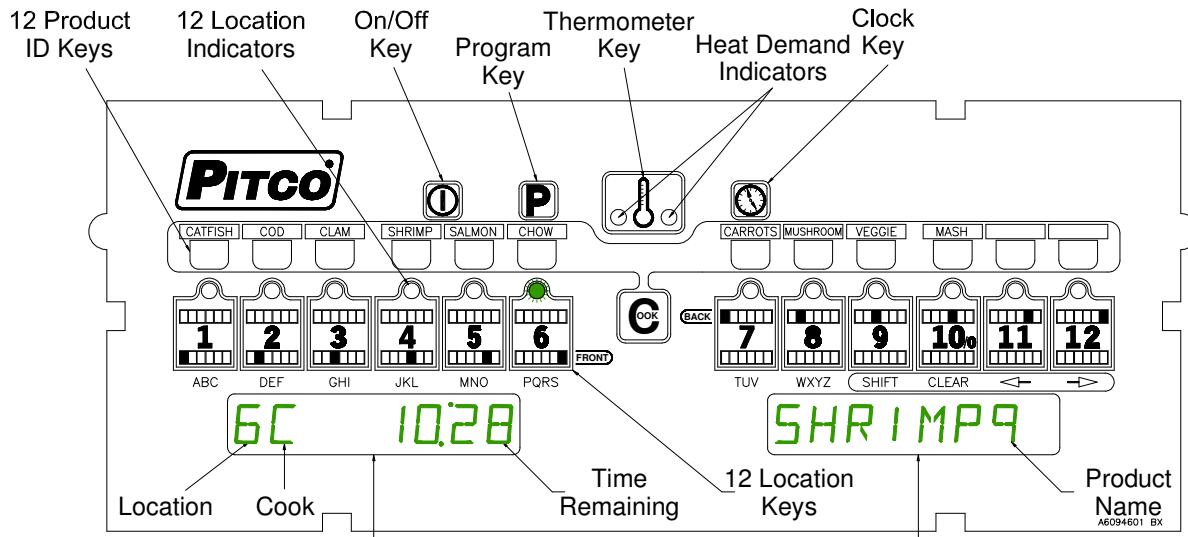 12 Product
ID Keys
12 Location
Indicators
On/Off
Key
Program
Key
Thermometer
Key
Heat Demand
Indicators
Clock
Key
PITCO
P
CATFISH COD CLAM SHRIMP SALMON CHOW CARROTS MUSHROOM VEGGIE MASH
COOK
BACK
1 2 3 4 5 6 7 8 9 10/0 11 12
FRONT
ABC DEF GHI JKL MNO PQRS TUV WXYZ SHIFT CLEAR
6C 10:28 SHRIMP9
Location Cook Time
Remaining
12 Location
Keys
Product
Name
A6094601 BX